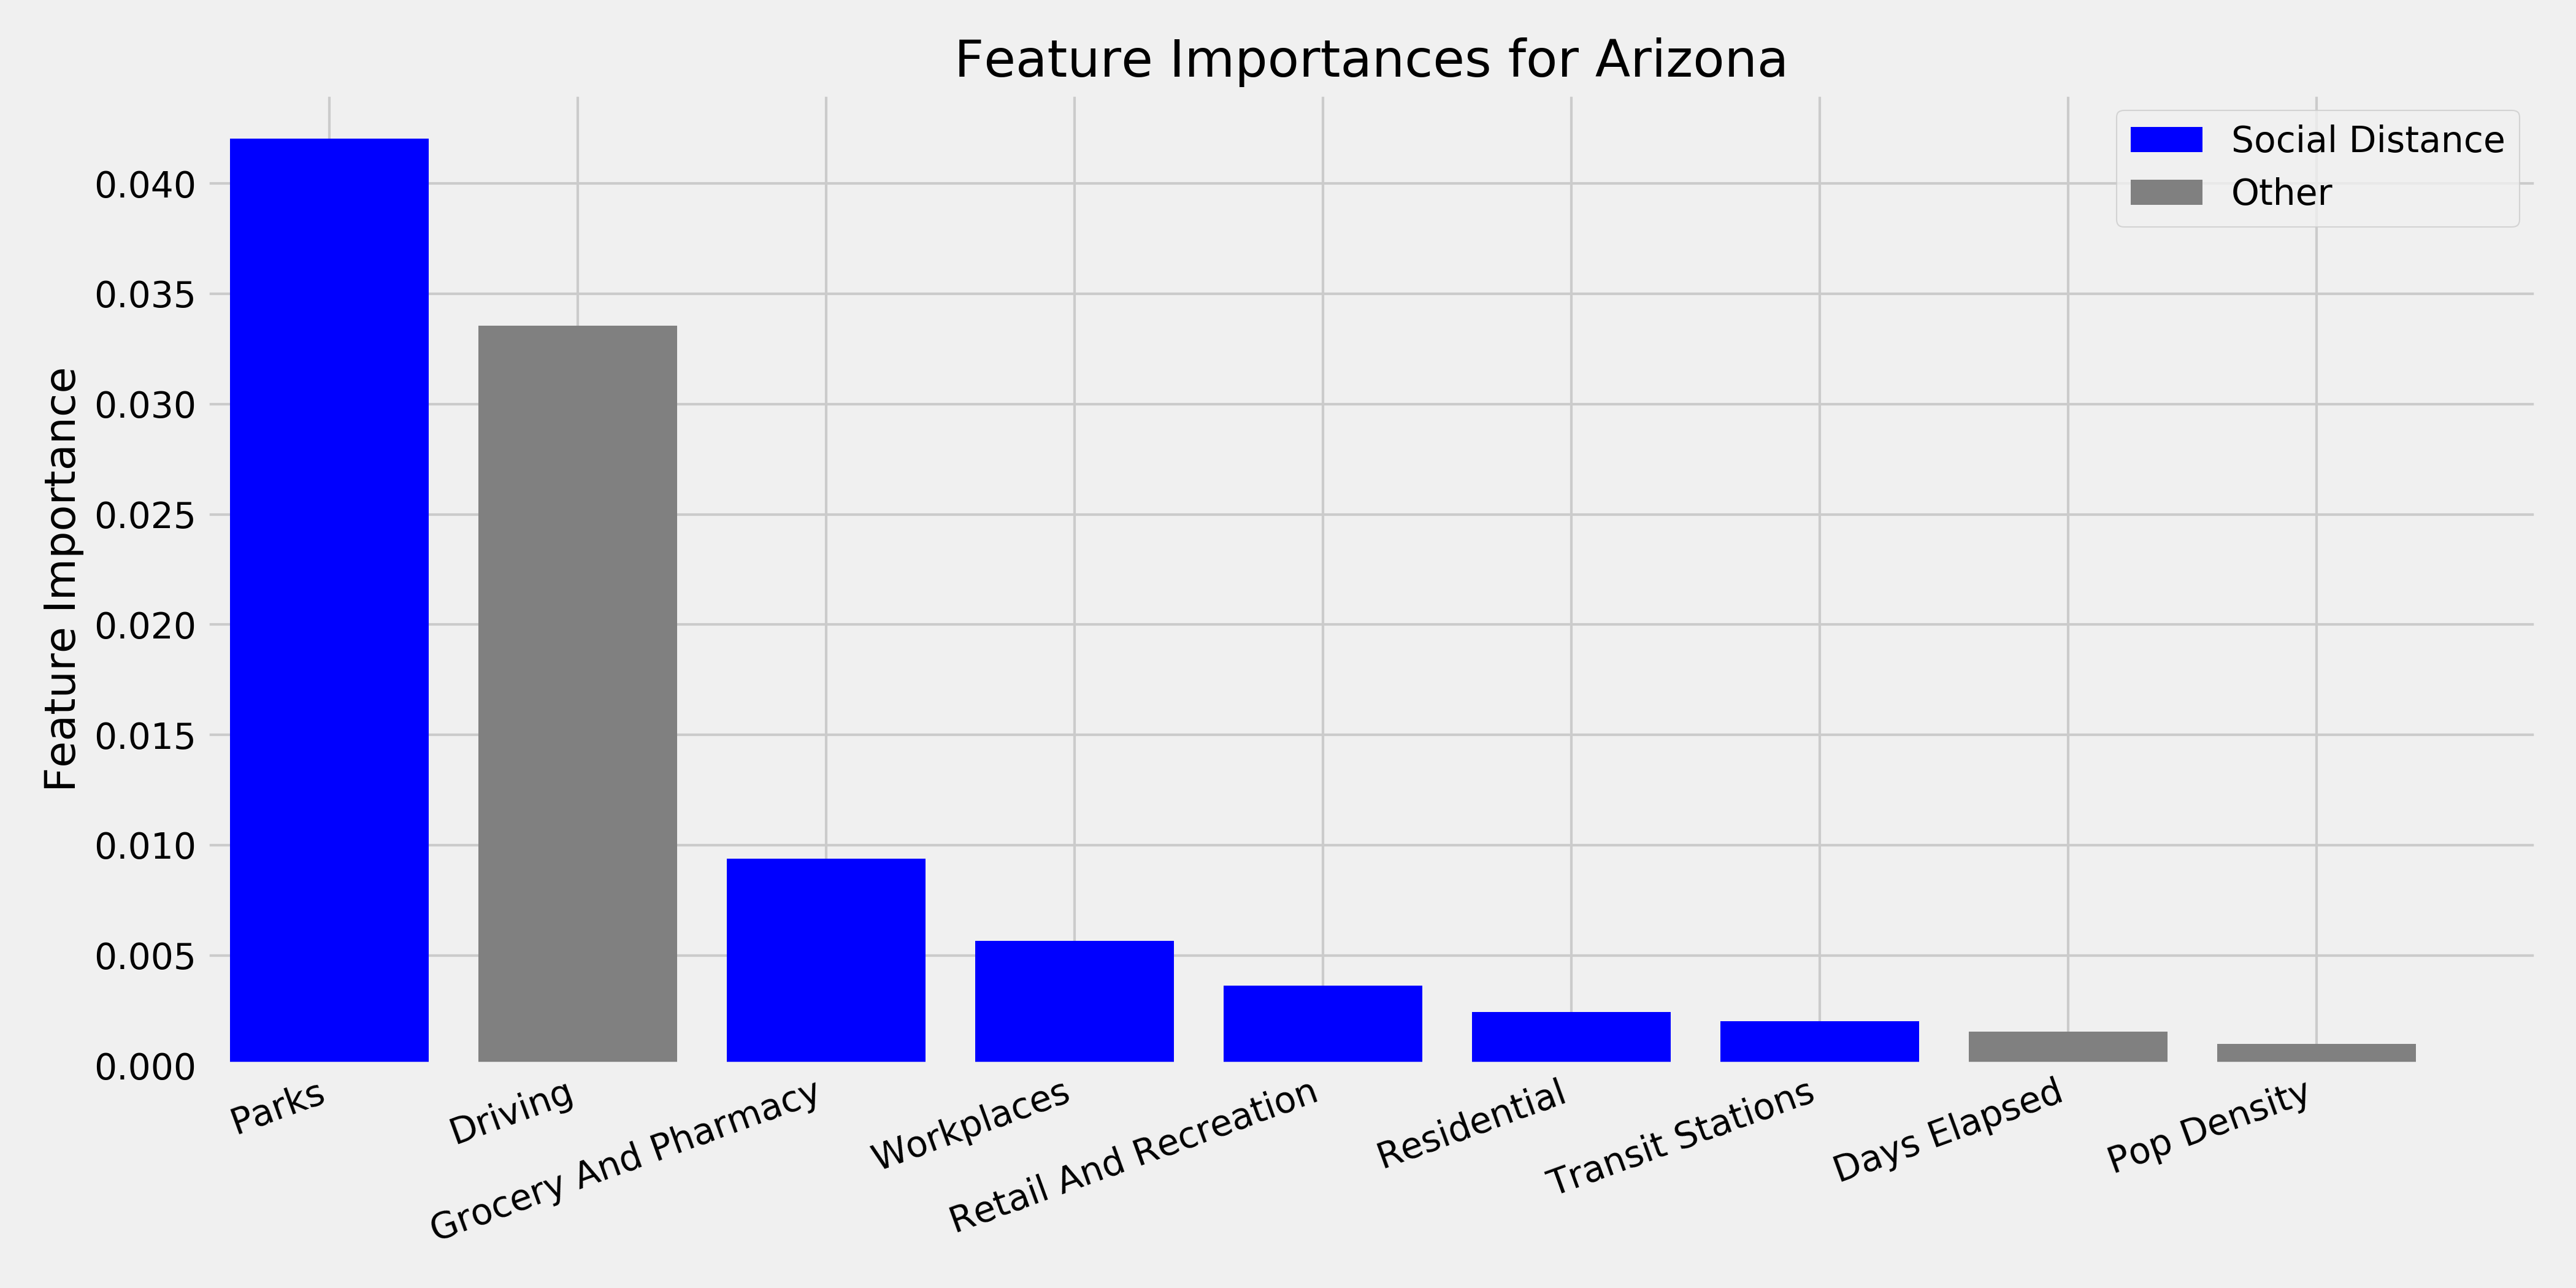 Feature Importances for Arizona
Social Distance
Other
Feature Importance
0.040
0.035
0.030
0.025
0.020
0.015
0.010
0.005
0.000
Parks
Driving
Grocery And Pharmacy
Workplaces
Retail And Recreation
Residential
Transit Stations
Days Elapsed
Pop Density